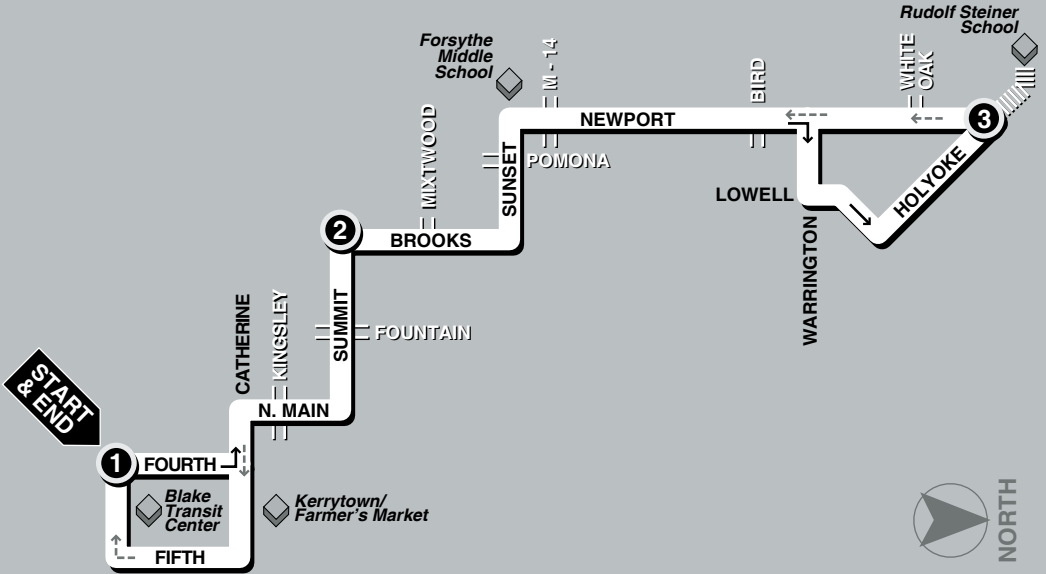 Rudolf Steiner
School
Forsythe
Middle
School
M - 14
BIRD
WHITE
OAK
NEWPORT
3
MIXTWOOD
SUNSET
POMONA
HOLYOKE
LOWELL
2
BROOKS
WARRINGTON
CATHERINE
KINGSLEY
SUMMIT
FOUNTAIN
START
& END
N. MAIN
1
FOURTH
Blake
Transit
Center
Kerrytown/
Farmer's Market
FIFTH
NORTH